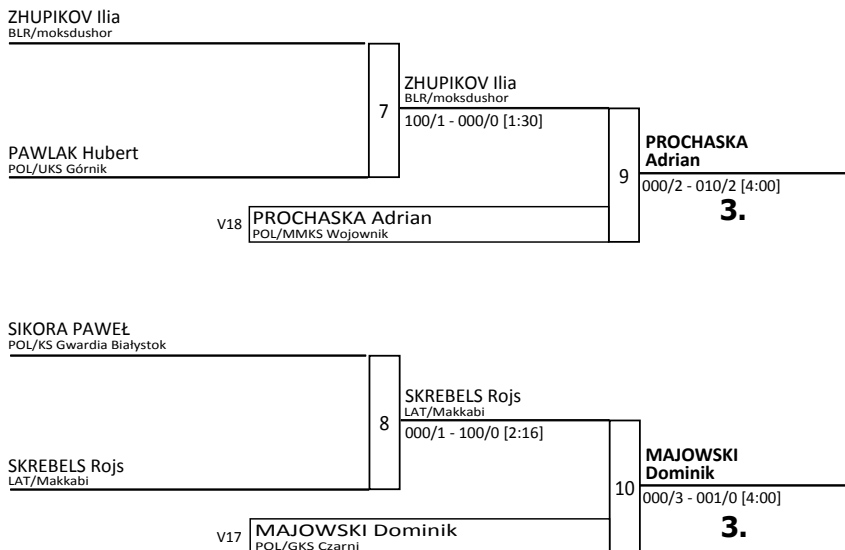 ZHUPIKOV Ilia
BLR/moksdushor
7
ZHUPIKOV Ilia
BLR/moksdushor
100/1 - 000/0 [1:30]
PAWLAK Hubert
POL/UKS Górnik
9
PROCHASKA
Adrian
000/2 - 010/2 [4:00]
3.
V18
PROCHASKA Adrian
POL/MMKS Wojownik
SIKORA PAWEŁ
POL/KS Gwardia Białystok
8
SKREBELS Rojs
LAT/Makkabi
000/1 - 100/0 [2:16]
SKREBELS Rojs
LAT/Makkabi
10
MAJOWSKI
Dominik
000/3 - 001/0 [4:00]
3.
V17
MAJOWSKI Dominik
POL/GKS Czarni